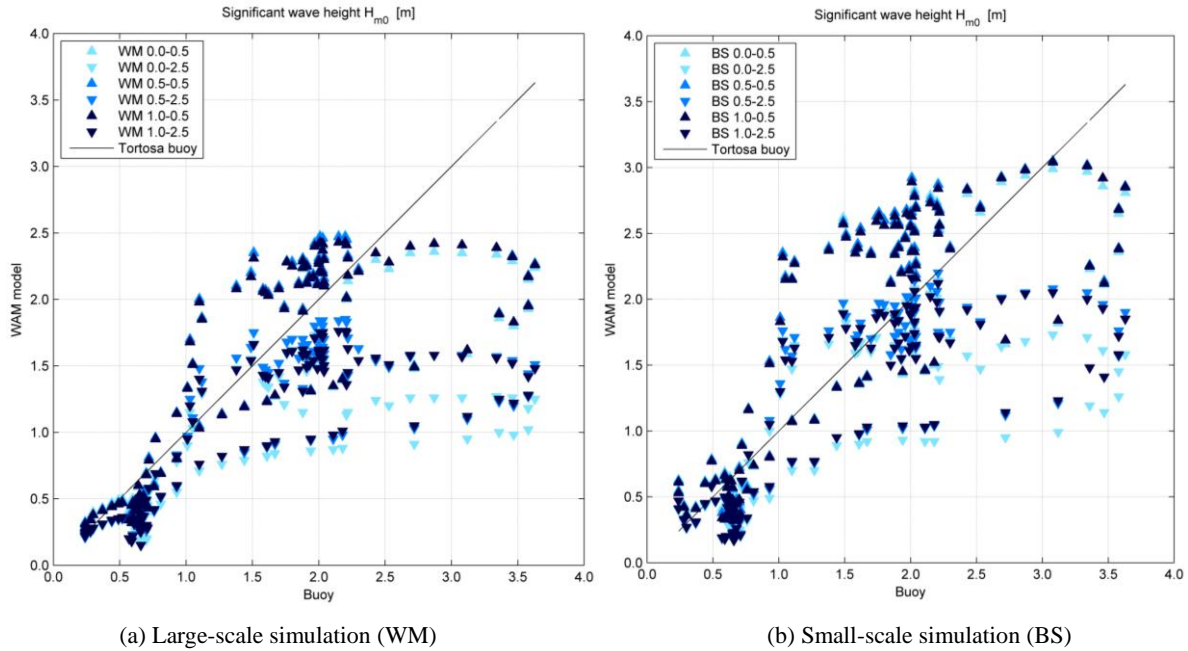 Significant wave height Hm0 [m]
4.0
3.5
3.0
2.5
2.0
1.5
1.0
0.5
0.0
WAM model
WM 0.0-0.5
WM 0.0-2.5
WM 0.5-0.5
WM 0.5-2.5
WM 1.0-0.5
WM 1.0-2.5
Tortosa buoy
0.0 0.5 1.0 1.5 2.0 2.5 3.0 3.5 4.0
Buoy
(a) Large-scale simulation (WM)
Significant wave height Hm0 [m]
4.0
3.5
3.0
2.5
2.0
1.5
1.0
0.5
0.0
WAM model
BS 0.0-0.5
BS 0.0-2.5
BS 0.5-0.5
BS 0.5-2.5
BS 1.0-0.5
BS 1.0-2.5
Tortosa buoy
0.0 0.5 1.0 1.5 2.0 2.5 3.0 3.5 4.0
Buoy
(b) Small-scale simulation (BS)